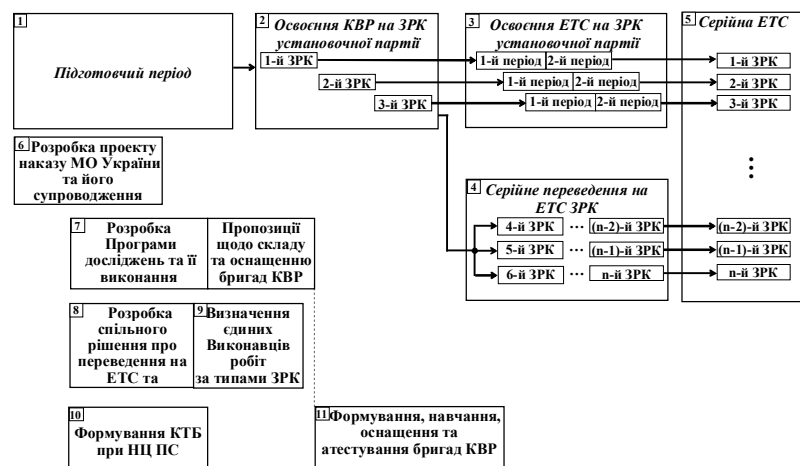 1
Підготовчий період
2
Освоєння КВР на ЗРК
установочної партії
1-й ЗРК
2-й ЗРК
3-й ЗРК
3
Освоєння ЕТС на ЗРК
установочної партії
1-й період 2-й період
1-й період 2-й період
1-й період 2-й період
5
Серійна ЕТС
1-й ЗРК
2-й ЗРК
3-й ЗРК
⋮
(n-2)-й ЗРК
(n-1)-й ЗРК
n-й ЗРК
4
Серійне переведення на
ЕТС ЗРК
4-й ЗРК ... (n-2)-й ЗРК
5-й ЗРК ... (n-1)-й ЗРК
6-й ЗРК ... n-й ЗРК
6
Розробка проекту
наказу МО України
та його
супроводження
7
Розробка
Програми
досліджень та її
виконання
Пропозиції
щодо складу
та оснащенню
бригад КВР
8
Розробка
спільного
рішення про
переведення на
ЕТС та
9
Визначення
єдиних
Виконавців
робіт
за типами ЗРК
10
Формування КТБ
при НЦ ПС
11
Формування, навчання,
оснащення та
атестування бригад КВР